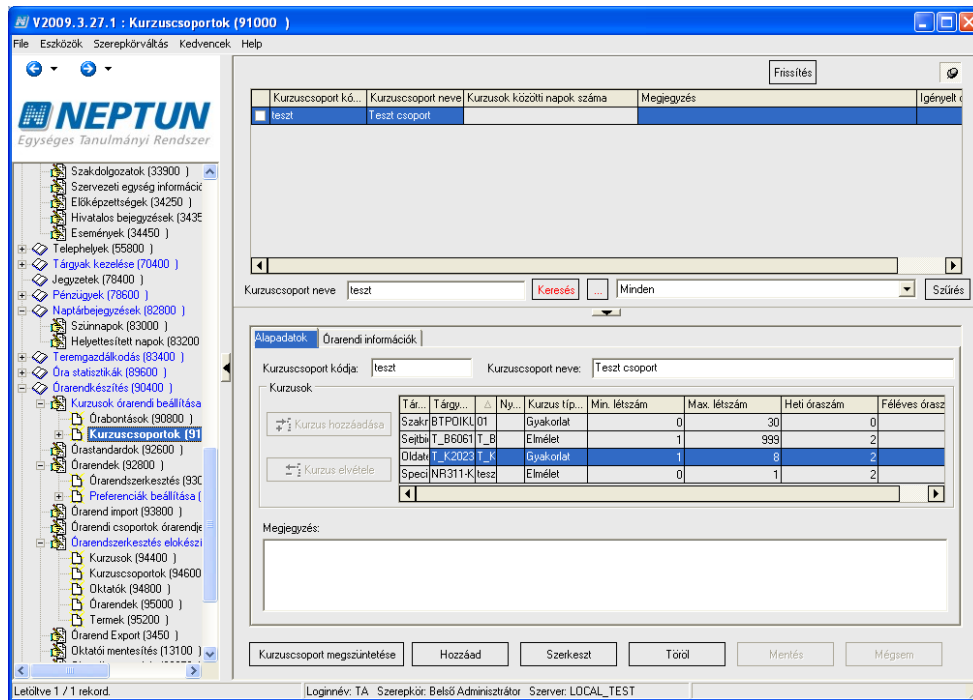 V2009.3.27.1 : Kurzuscsoportok (91000 )
File Eszközök Szerepkörváltás Kedvencek Help
NEPTUN
Egységes Tanulmányi Rendszer
Szakdolgozatok (33900 )
Szervezeti egység információ
Előképzettségek (34250 )
Hivatalos bejegyzések (3435
Események (34450 )
Telephelyek (55800 )
Tárgyak kezelése (70400 )
Jegyzetek (78400 )
Pénzügyek (78600 )
Naptárbejegyzések (82800 )
Szünnapok (83000 )
Helyettesített napok (83200
Teremgazdálkodás (83400 )
Óra statisztikák (89600 )
Órarendkészítés (90400 )
Kurzusok órarendi beállítása
Órabontások (90800 )
Kurzuscsoportok (91
Órastandardok (92600 )
Órarendek (92800 )
Órarendszerkesztés (930
Preferenciák beállítása (
Órarend import (93800 )
Órarendi csoportok órarendje
Órarendszerkesztés elokészí
Kurzusok (94400 )
Kurzuscsoportok (94600
Oktatók (94800 )
Órarendek (95000 )
Termek (95200 )
Órarend Export (3450 )
Oktatói mentesítés (13100 )
Frissítés
Kurzuscsoport kó... Kurzuscsoport neve Kurzusok közötti napok száma Megjegyzés Igényelt
teszt Teszt csoport
Kurzuscsoport neve teszt Keresés ... Minden Szűrés
Alapadatok Órarendi információk
Kurzuscsoport kódja: teszt Kurzuscsoport neve: Teszt csoport
Kurzusok
Kurzus hozzáadása
Kurzus elvétele
Tár... Tárgy... Ny... Kurzus típ... Min. létszám Max. létszám Heti óraszám Féléves órasz
Szakr BTPOIKL 01 Gyakorlat 0 30 0
Sejtbi T_B6061 T_B Elmélet 1 999 2
Oldate T_K2023 T_K Gyakorlat 1 8 2
Speci NR311-K tesz Elmélet 0 1 2
Megjegyzés:
Kurzuscsoport megszüntetése Hozzáad Szerkeszt Töröl Mentés Mégsem
Letöltve 1 / 1 rekord. Loginnév: TA Szerepkör: Belső Adminisztrátor Szerver: LOCAL_TEST